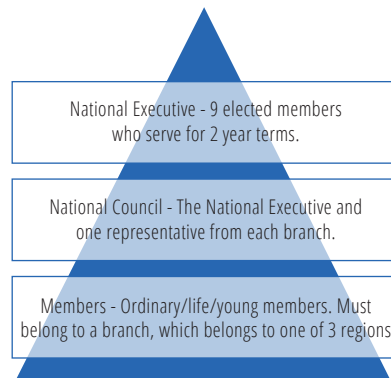 National Executive - 9 elected members
who serve for 2 year terms.
National Council - The National Executive and
one representative from each branch.
Members - Ordinary/life/young members. Must
belong to a branch, which belongs to one of 3 regions